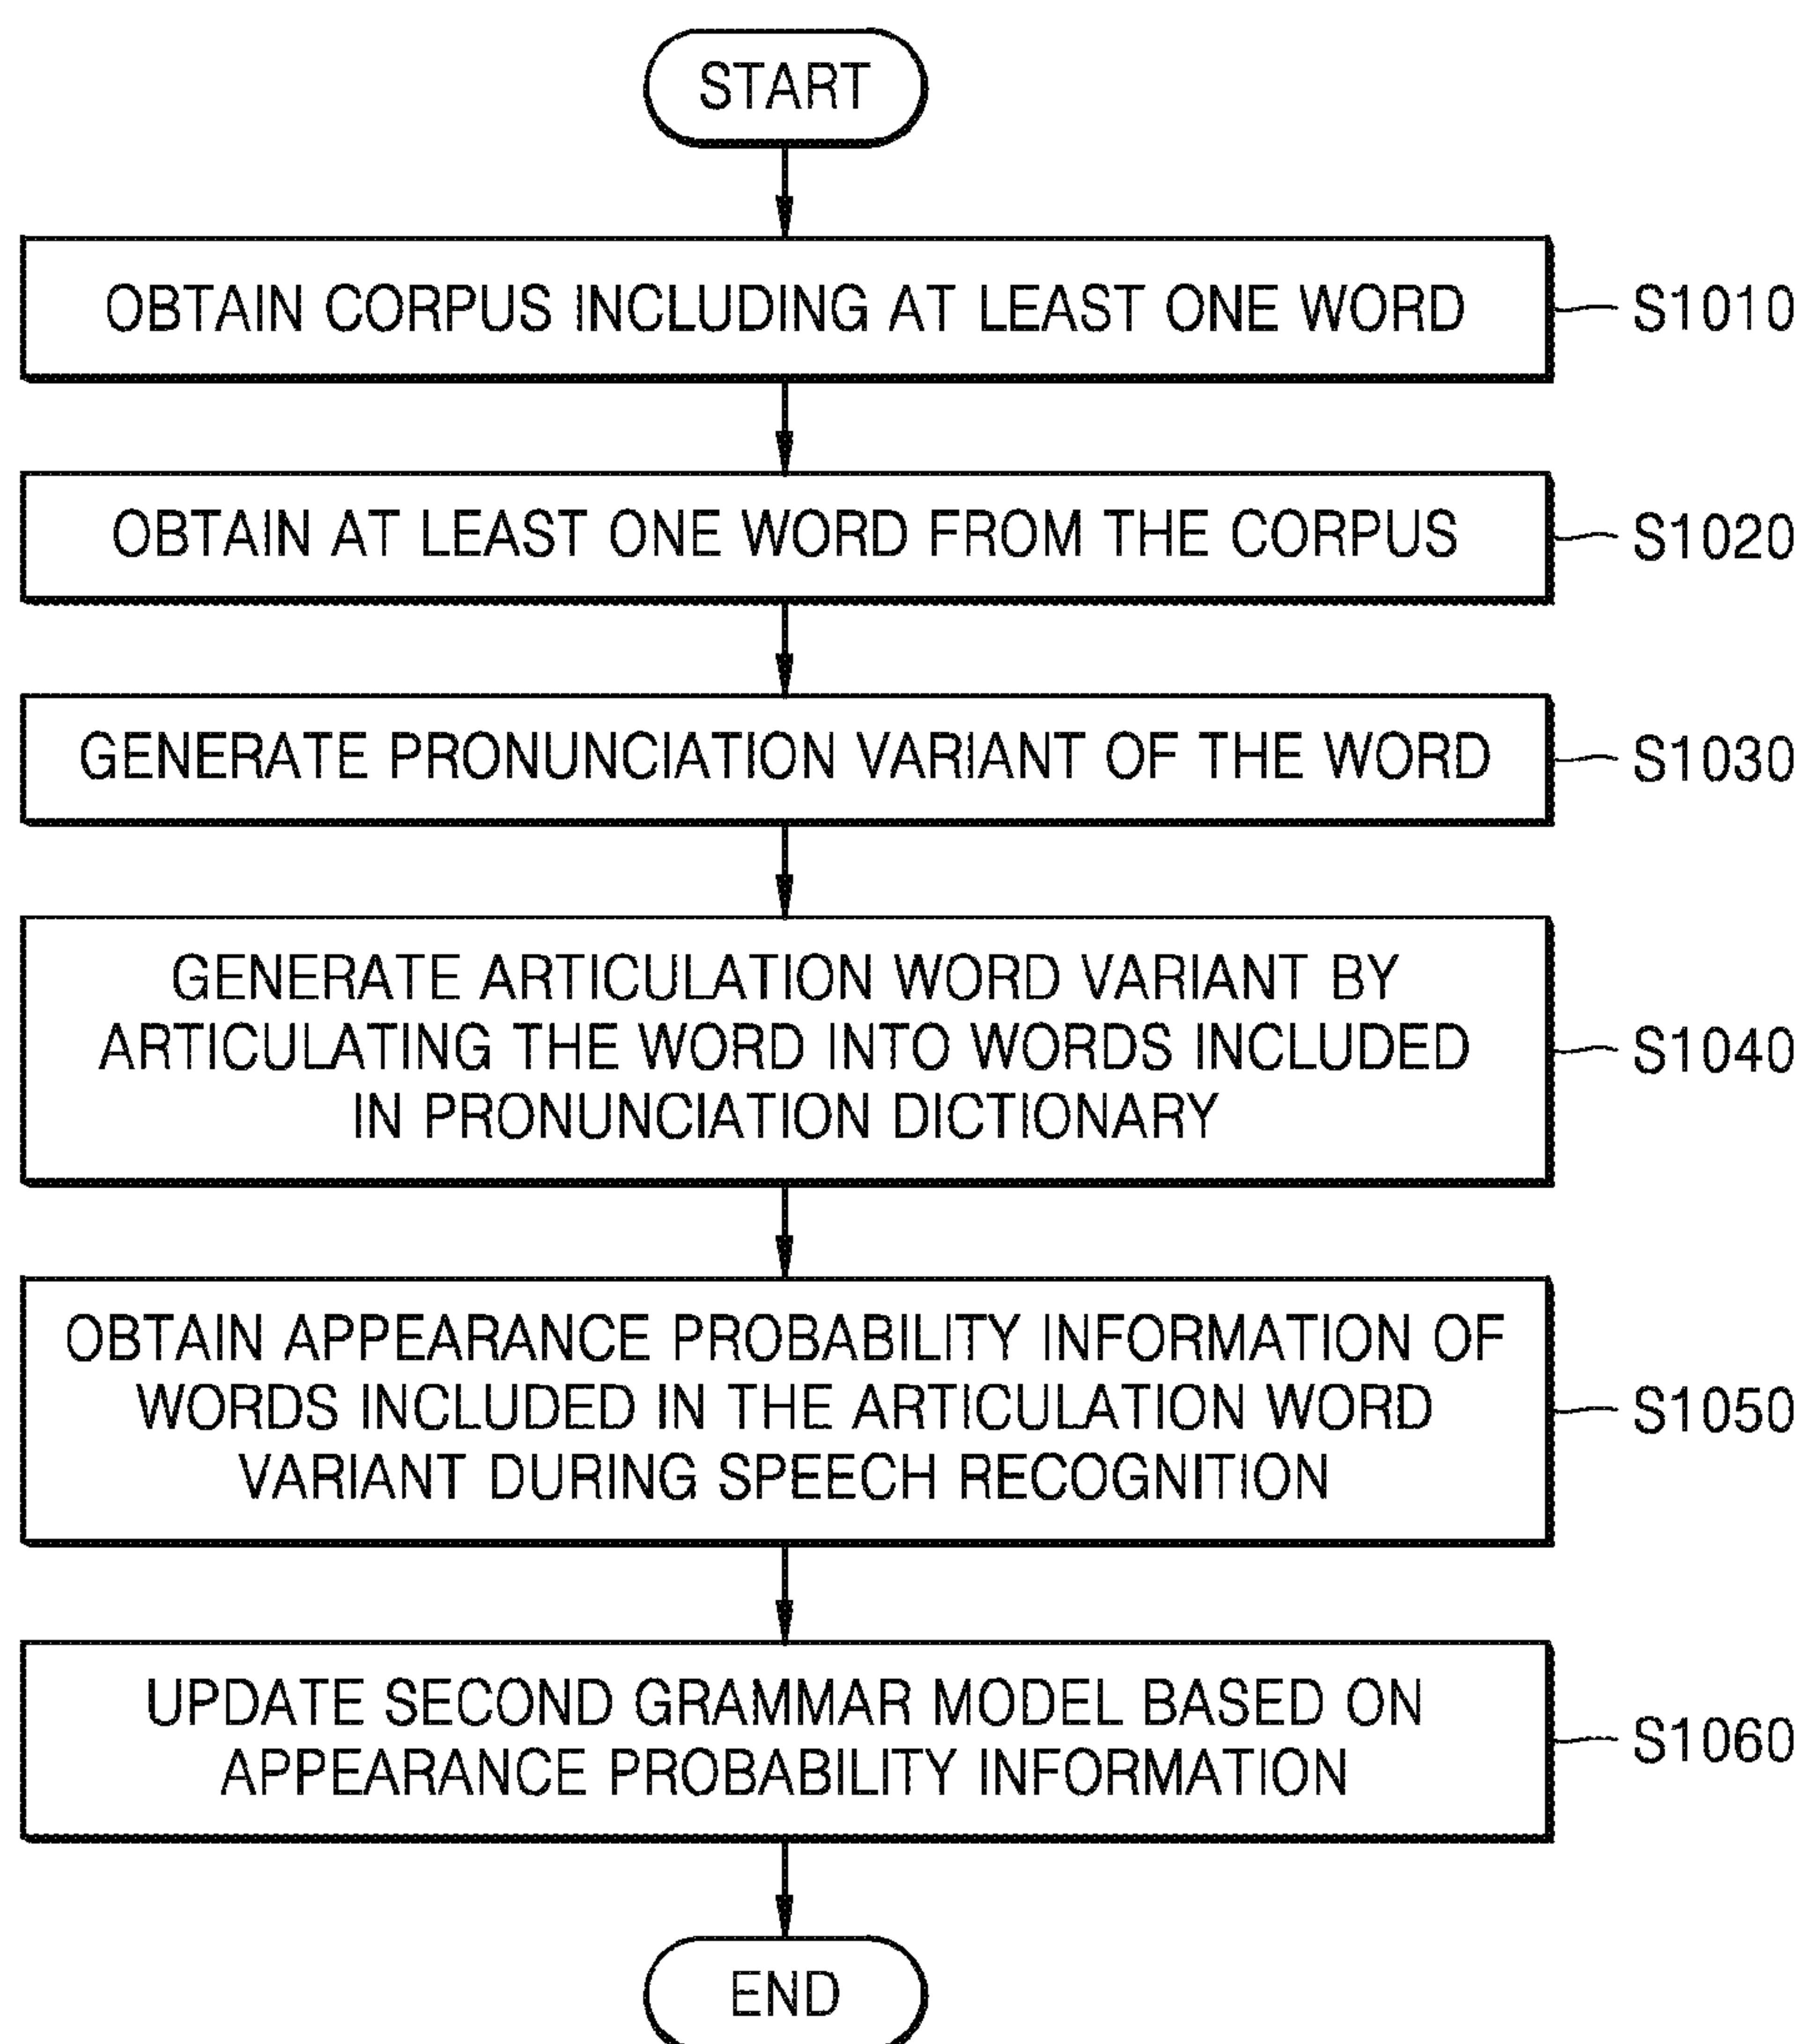 START
OBTAIN CORPUS INCLUDING AT LEAST ONE WORD
S1010
OBTAIN AT LEAST ONE WORD FROM THE CORPUS
S1020
GENERATE PRONUNCIATION VARIANT OF THE WORD
S1030
GENERATE ARTICULATION WORD VARIANT BY
ARTICULATING THE WORD INTO WORDS INCLUDED
IN PRONUNCIATION DICTIONARY
S1040
OBTAIN APPEARANCE PROBABILITY INFORMATION OF
WORDS INCLUDED IN THE ARTICULATION WORD
VARIANT DURING SPEECH RECOGNITION
S1050
UPDATE SECOND GRAMMAR MODEL BASED ON
APPEARANCE PROBABILITY INFORMATION
S1060
END